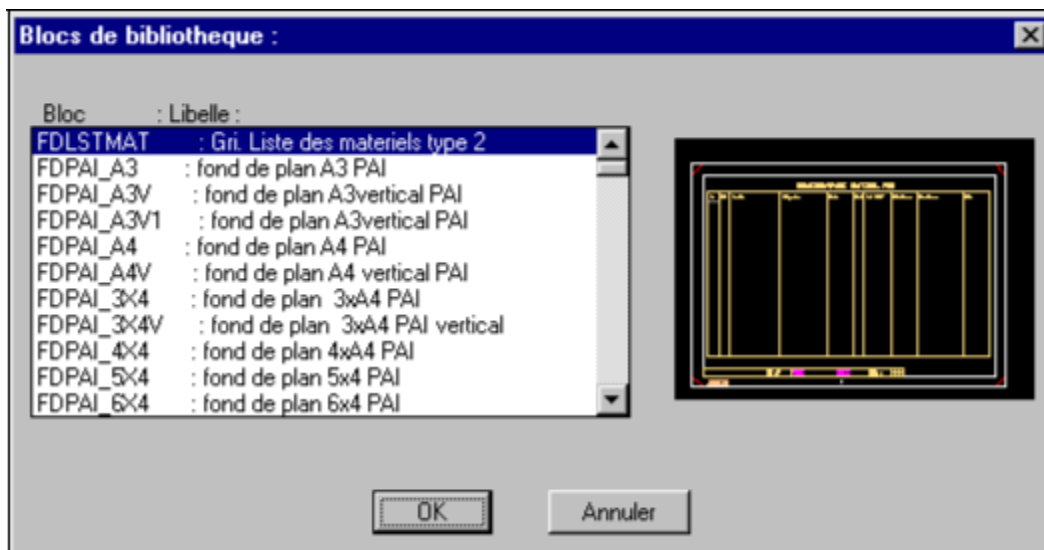 Blocs de bibliotheque :
Bloc : Libelle :
FDLSTMAT : Gri. Liste des materiels type 2
FDPAI_A3 : fond de plan A3 PAI
FDPAI_A3V : fond de plan A3vertical PAI
FDPAI_A3V1 : fond de plan A3vertical PAI
FDPAI_A4 : fond de plan A4 PAI
FDPAI_A4V : fond de plan A4 vertical PAI
FDPAI_3X4 : fond de plan 3xA4 PAI
FDPAI_3X4V : fond de plan 3xA4 PAI vertical
FDPAI_4X4 : fond de plan 4xA4 PAI
FDPAI_5X4 : fond de plan 5x4 PAI
FDPAI_6X4 : fond de plan 6x4 PAI
OK Annuler